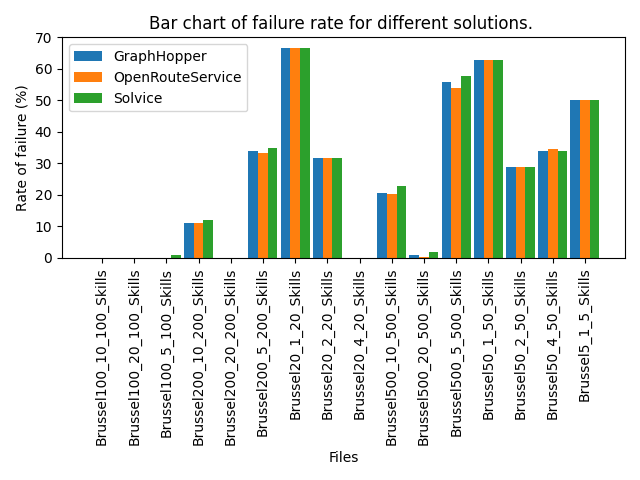 Bar chart of failure rate for different solutions.
GraphHopper
OpenRouteService
Solvice
Rate of failure (%)
70
60
50
40
30
20
10
0
Brussel100_10_100_Skills
Brussel100_20_100_Skills
Brussel100_5_100_Skills
Brussel200_10_200_Skills
Brussel200_20_200_Skills
Brussel200_5_200_Skills
Brussel20_1_20_Skills
Brussel20_2_20_Skills
Brussel20_4_20_Skills
Brussel500_10_500_Skills
Brussel500_20_500_Skills
Brussel500_5_500_Skills
Brussel50_1_50_Skills
Brussel50_2_50_Skills
Brussel50_4_50_Skills
Brussel5_1_5_Skills
Files